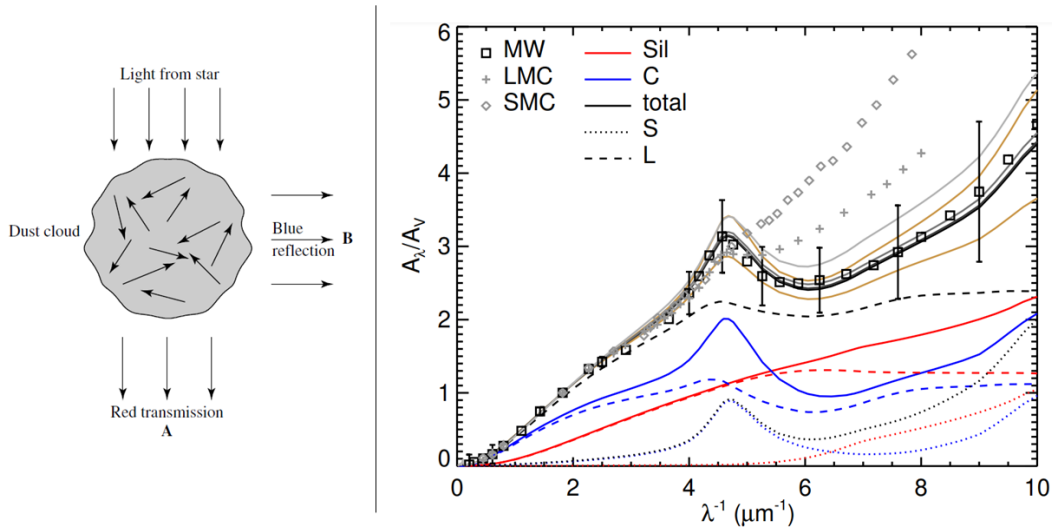 Light from star
Dust cloud
Blue
reflection
B
Red transmission
A
MW
LMC
SMC
Sil
C
total
S
L
A_λ/A_V
6
5
4
3
2
1
0
0 2 4 6 8 10
λ⁻¹ (μm⁻¹)